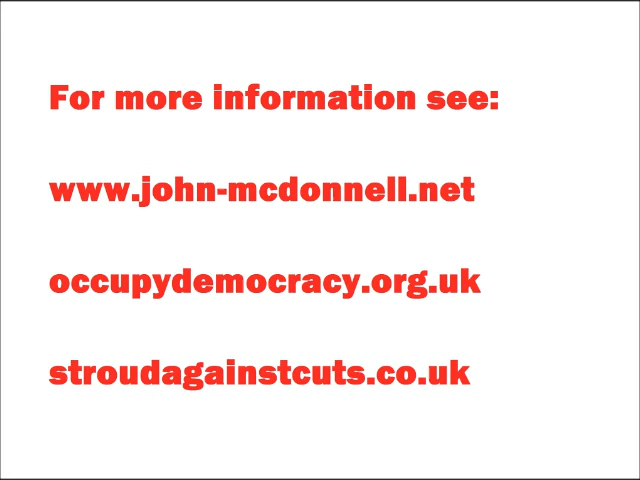 For more information see:
www.john-mcdonnell.net
occupydemocracy.org.uk
stroudagainstcuts.co.uk